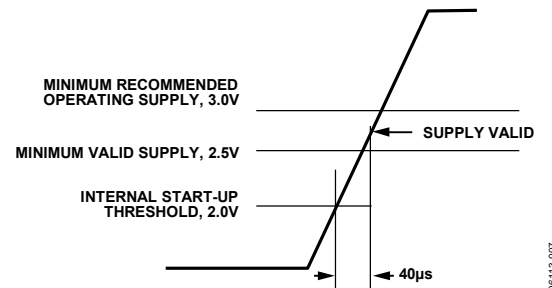 MINIMUM RECOMMENDED
OPERATING SUPPLY, 3.0V
SUPPLY VALID
MINIMUM VALID SUPPLY, 2.5V
INTERNAL START-UP
THRESHOLD, 2.0V
40µs